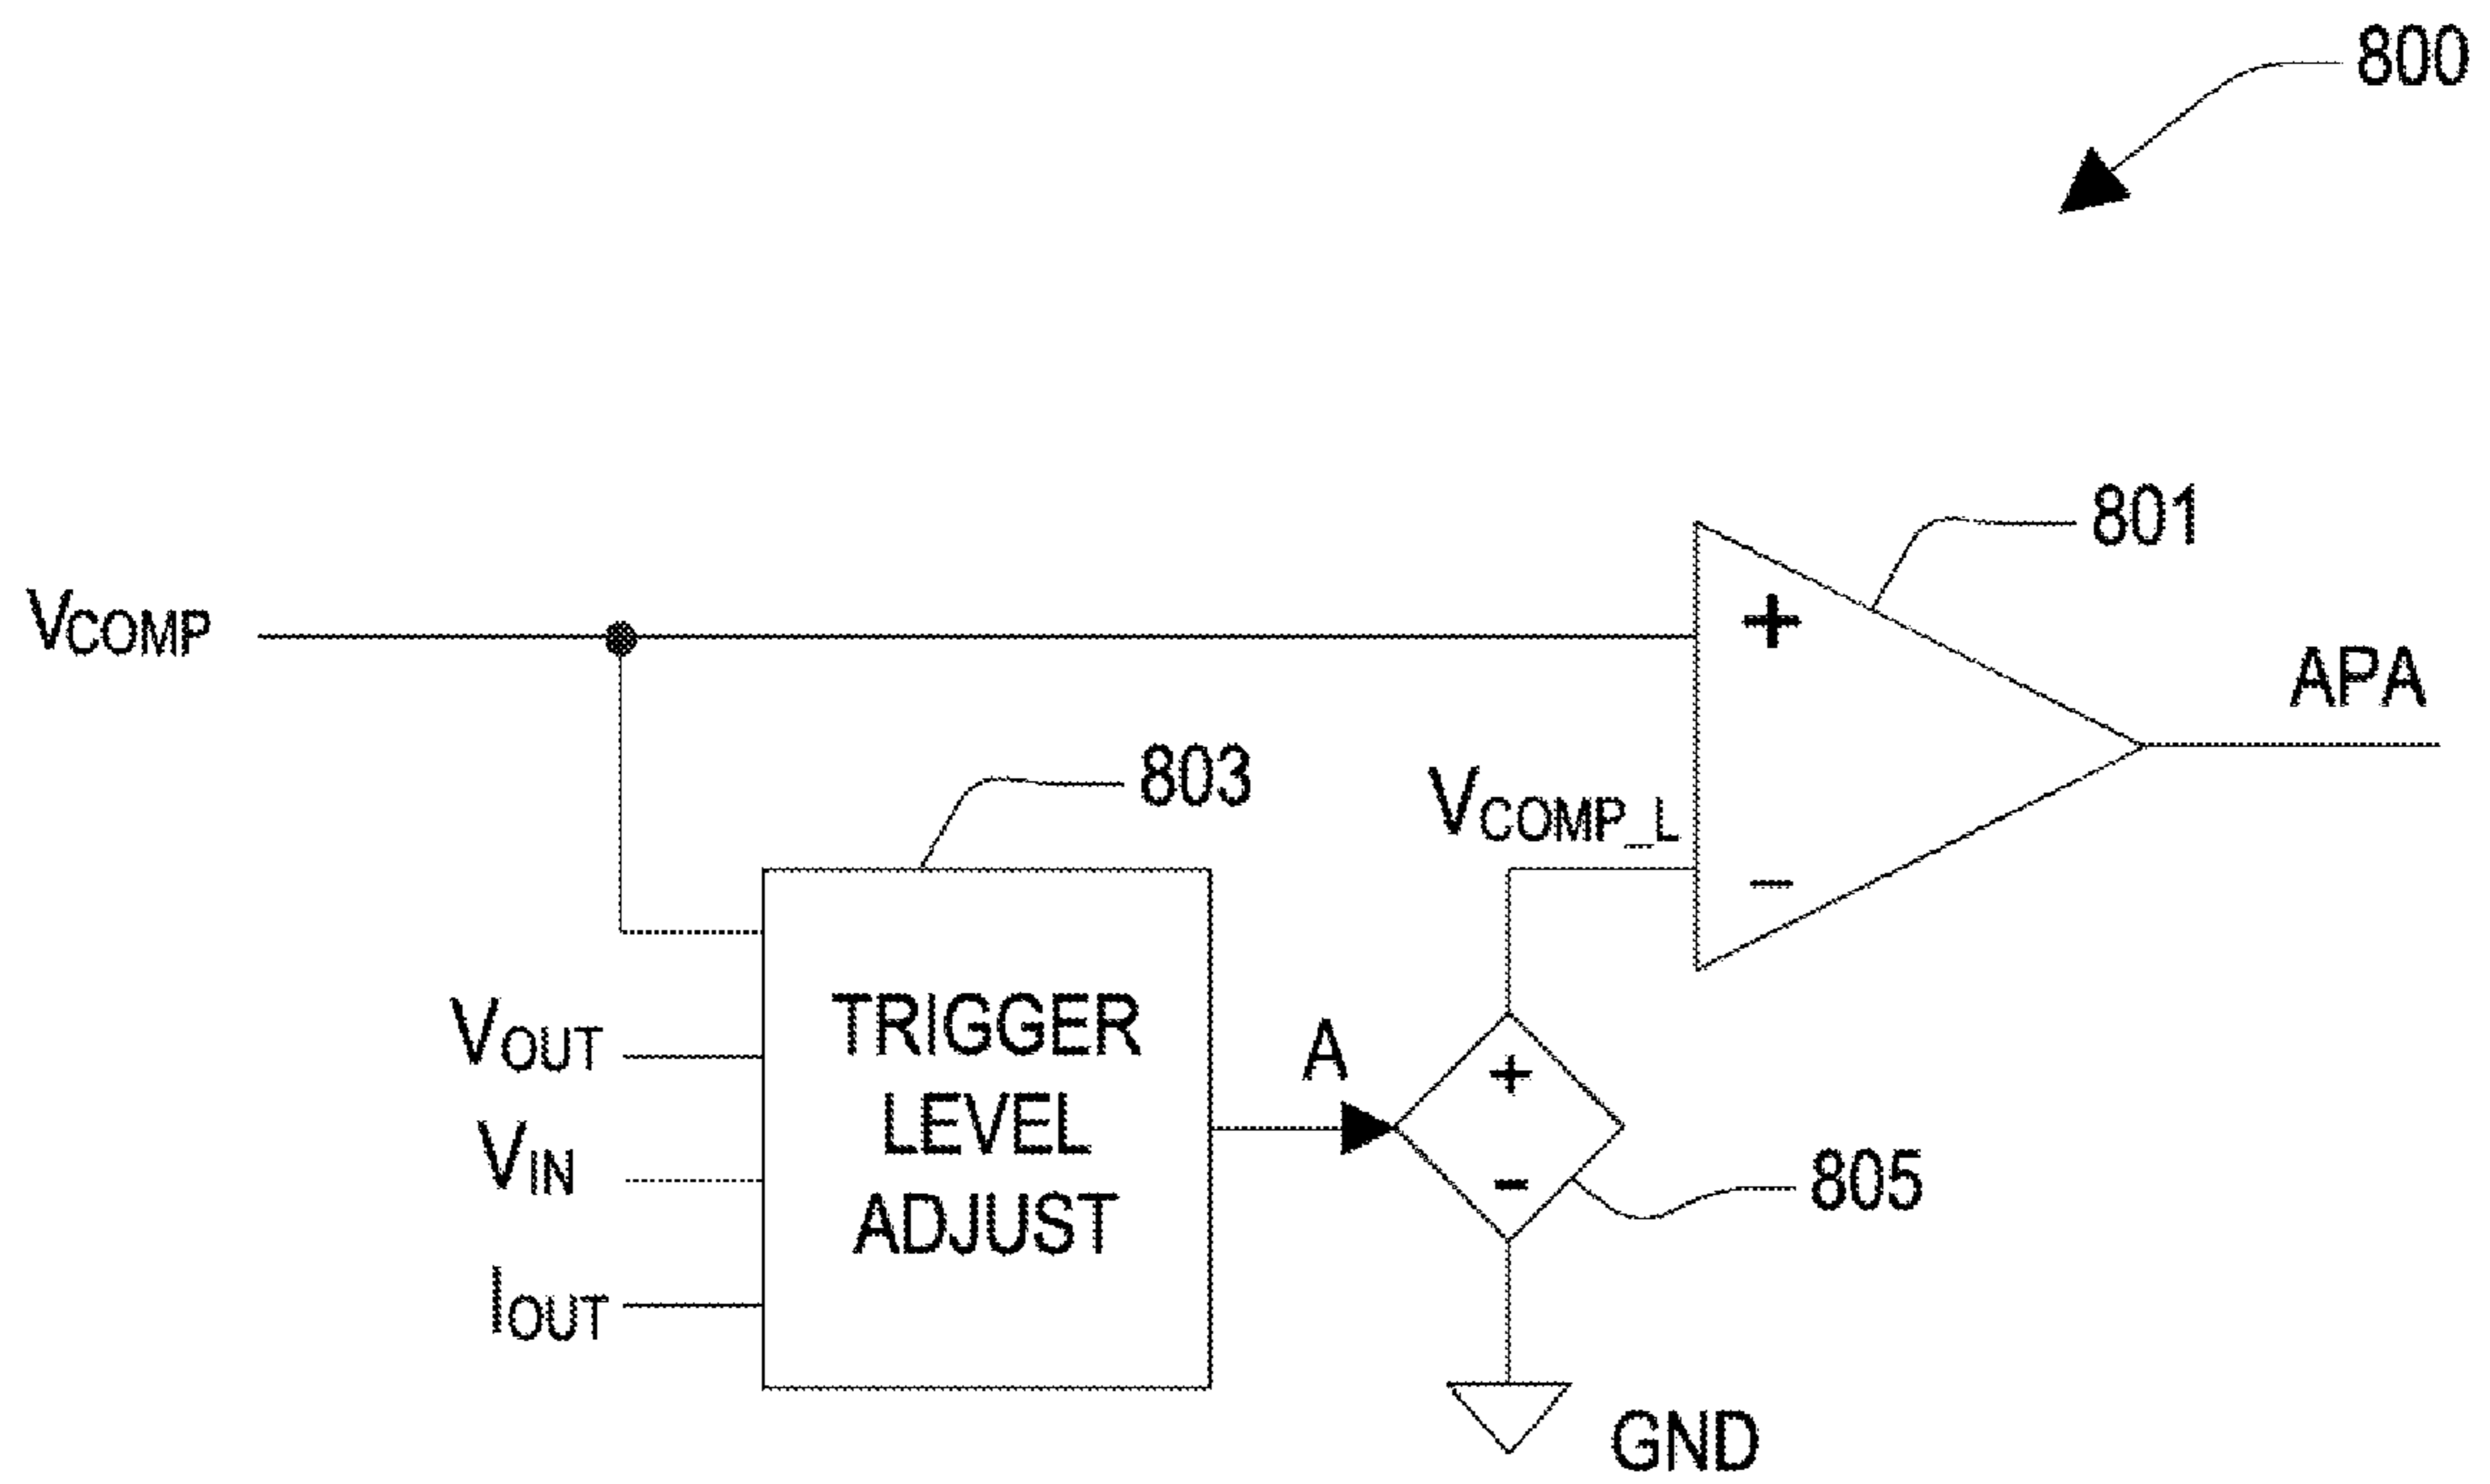 800
801
VCOMP
+
APA
803
VCOMP_L
−
TRIGGER
LEVEL
ADJUST
VOUT
VIN
IOUT
A
+
−
805
GND